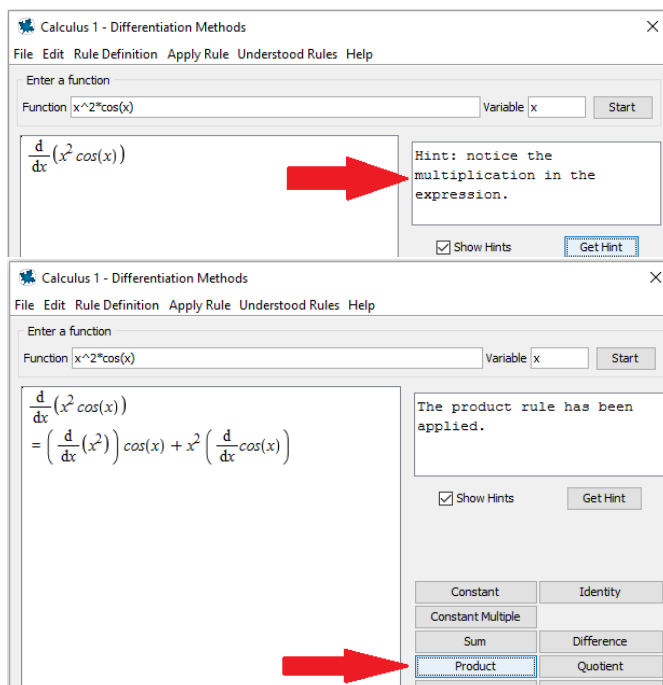 Calculus 1 - Differentiation Methods
File Edit Rule Definition Apply Rule Understood Rules Help
Enter a function
Function x^2*cos(x) Variable x Start
d/dx (x² cos(x))
Hint: notice the
multiplication in the
expression.
Show Hints Get Hint
Calculus 1 - Differentiation Methods
File Edit Rule Definition Apply Rule Understood Rules Help
Enter a function
Function x^2*cos(x) Variable x Start
d/dx (x² cos(x))
= (d/dx (x²)) cos(x) + x² (d/dx cos(x))
The product rule has been
applied.
Show Hints Get Hint
Constant Identity
Constant Multiple
Sum Difference
Product Quotient